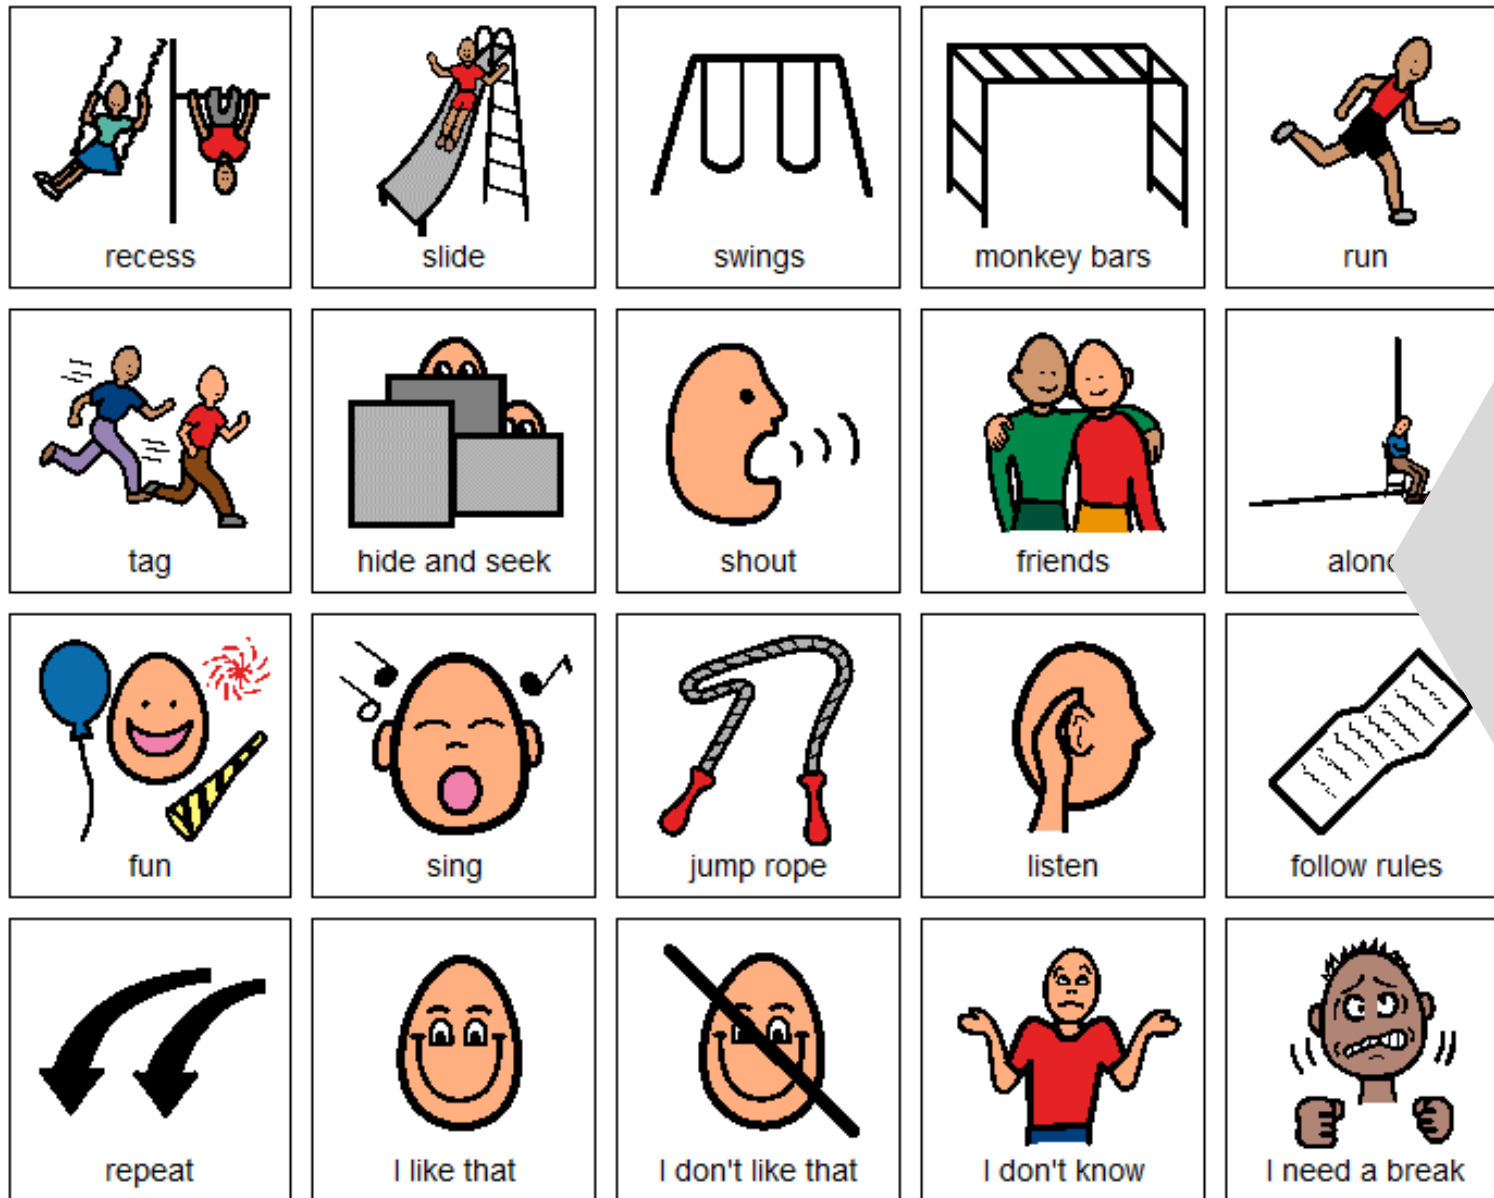 recess
slide
swings
monkey bars
run
tag
hide and seek
shout
friends
fun
sing
jump rope
listen
follow rules
repeat
I like that
I don't like that
I don't know
I need a break